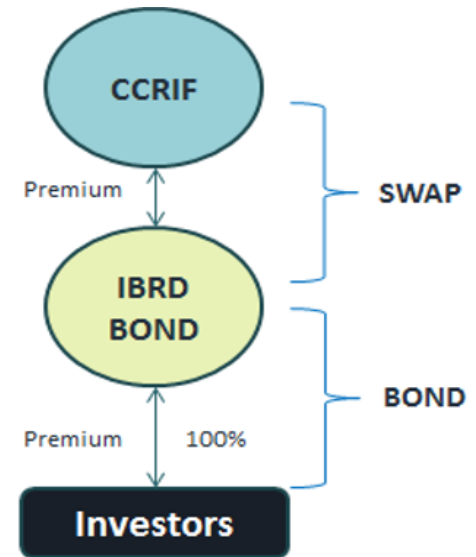 CCRIF
Premium
SWAP
IBRD
BOND
BOND
Premium 100%
Investors